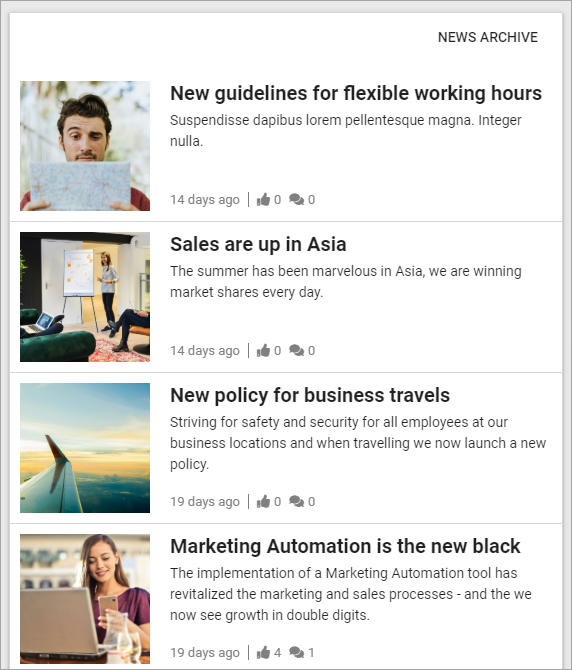 NEWS ARCHIVE
New guidelines for flexible working hours
Suspendisse dapibus lorem pellentesque magna. Integer
nulla.
14 days ago | 0 0
Sales are up in Asia
The summer has been marvelous in Asia, we are winning
market shares every day.
14 days ago | 0 0
New policy for business travels
Striving for safety and security for all employees at our
business locations and when travelling we now launch a new
policy.
19 days ago | 0 0
Marketing Automation is the new black
The implementation of a Marketing Automation tool has
revitalized the marketing and sales processes - and the we
now see growth in double digits.
19 days ago | 4 1